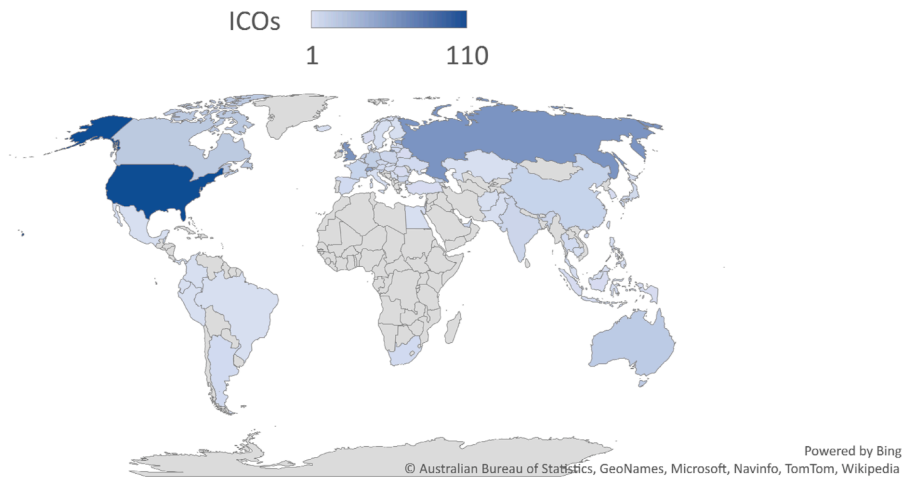 ICOs
1 110
Powered by Bing
© Australian Bureau of Statistics, GeoNames, Microsoft, Navinfo, TomTom, Wikipedia